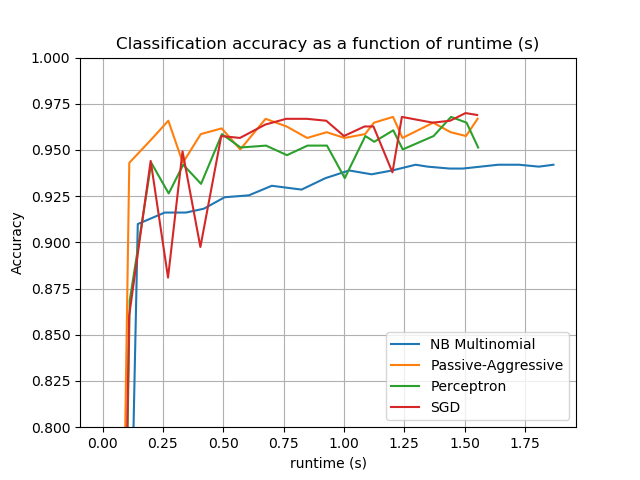 Classification accuracy as a function of runtime (s)
1.000
0.975
0.950
0.925
0.900
0.875
0.850
0.825
0.800
Accuracy
NB Multinomial
Passive-Aggressive
Perceptron
SGD
0.00 0.25 0.50 0.75 1.00 1.25 1.50 1.75
runtime (s)